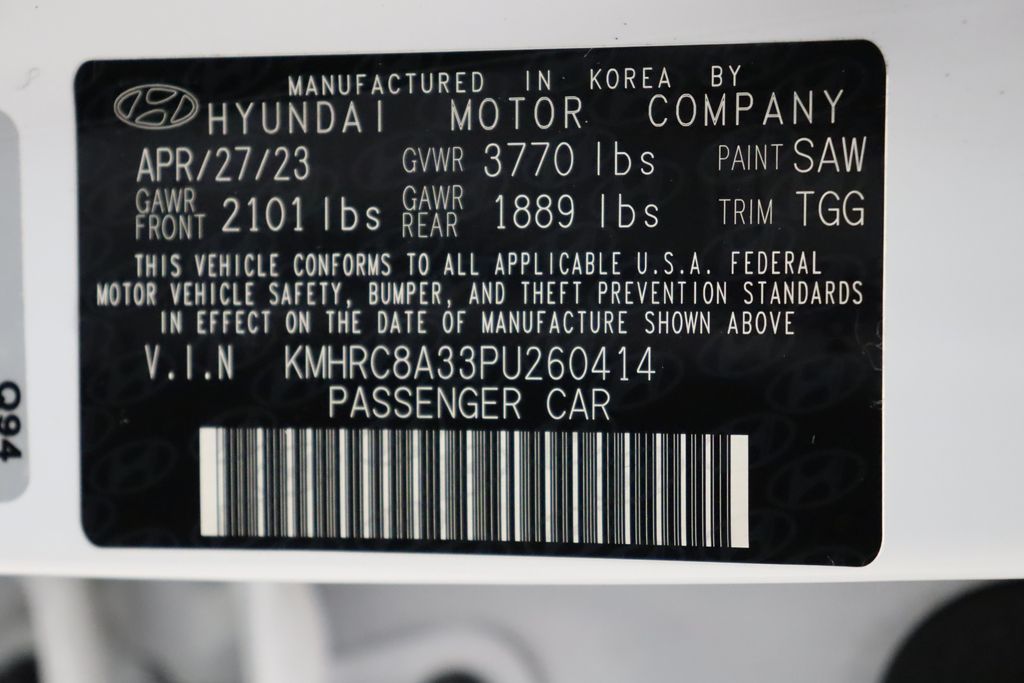 MANUFACTURED IN KOREA BY
HYUNDAI MOTOR COMPANY
APR/27/23 GVWR 3770 lbs PAINT SAW
GAWR FRONT 2101 lbs GAWR REAR 1889 lbs TRIM TGG
THIS VEHICLE CONFORMS TO ALL APPLICABLE U.S.A. FEDERAL
MOTOR VEHICLE SAFETY, BUMPER, AND THEFT PREVENTION STANDARDS
IN EFFECT ON THE DATE OF MANUFACTURE SHOWN ABOVE
V.I.N KMHRC8A33PU260414
PASSENGER CAR
Q94